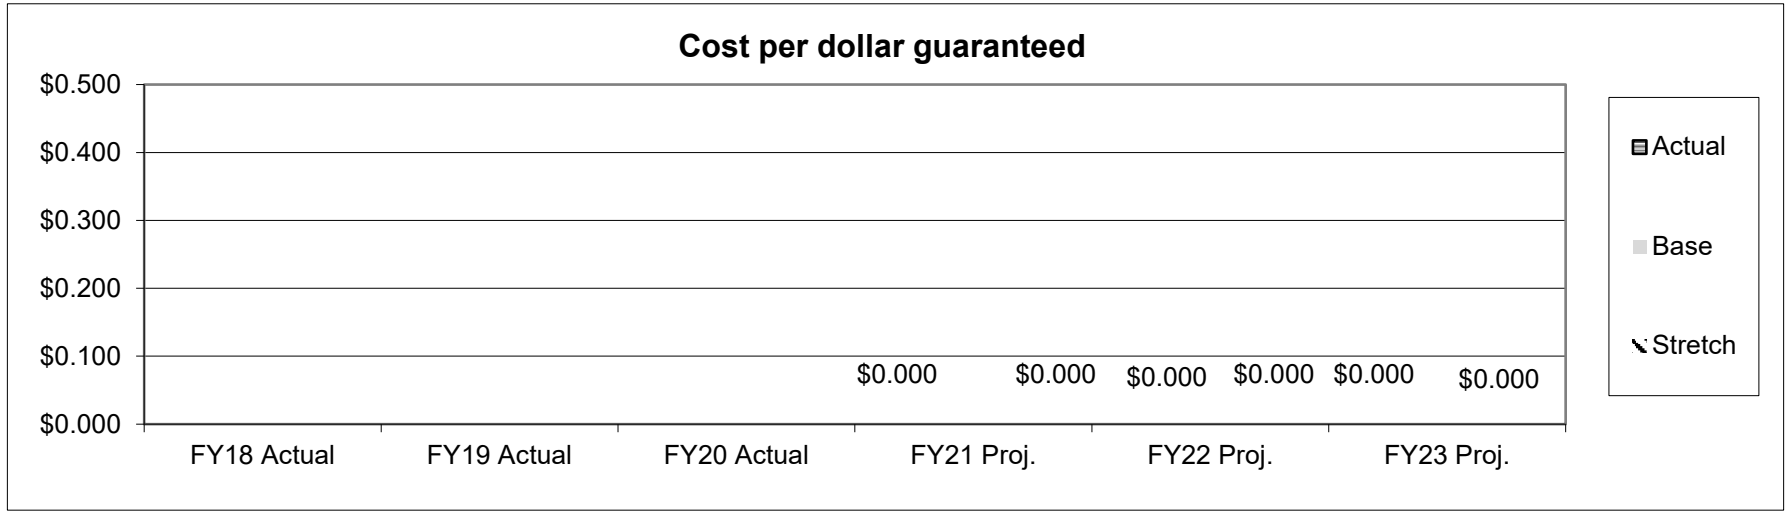 Cost per dollar guaranteed
$0.500
$0.400
$0.300
$0.200
$0.100
$0.000
$0.000 $0.000 $0.000 $0.000 $0.000 $0.000
FY18 Actual FY19 Actual FY20 Actual FY21 Proj. FY22 Proj. FY23 Proj.
Actual
Base
Stretch